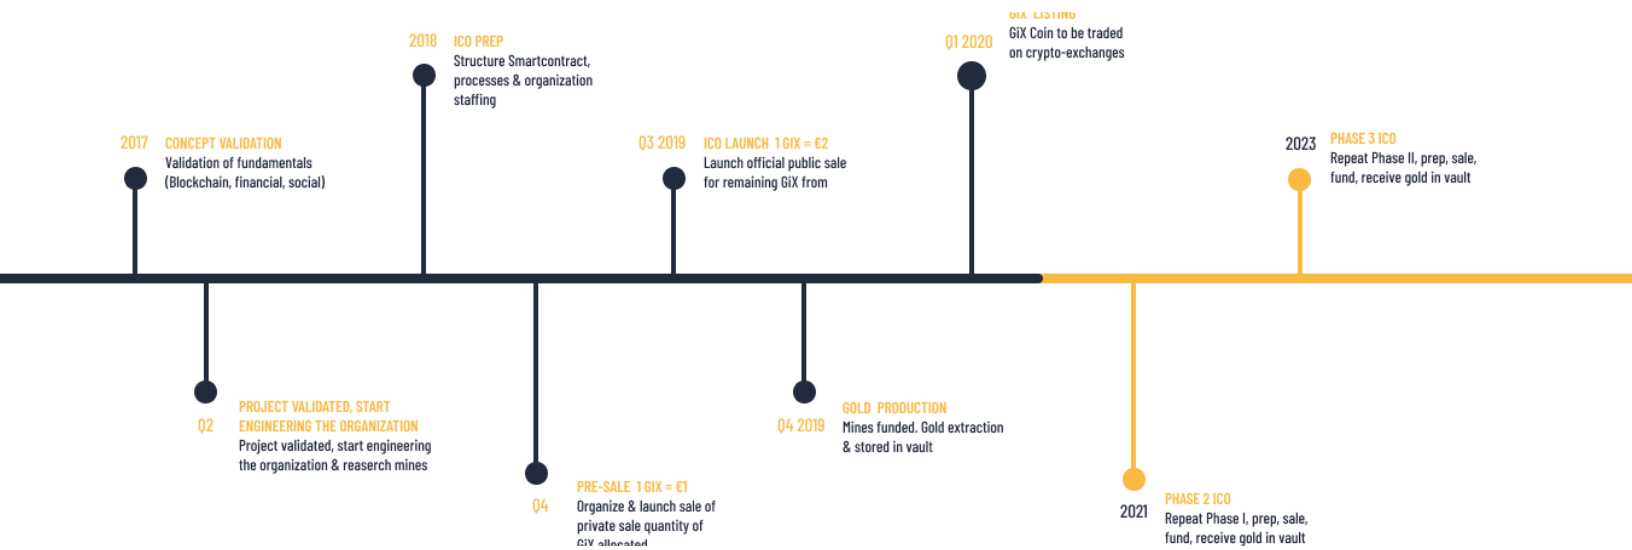 2017
CONCEPT VALIDATION
Validation of fundamentals
(Blockchain, financial, social)
Q2
PROJECT VALIDATED, START
ENGINEERING THE ORGANIZATION
Project validated, start engineering
the organization & reaserch mines
2018
ICO PREP
Structure Smartcontract,
processes & organization
staffing
Q4
PRE-SALE 1 GIX = €1
Organize & launch sale of
private sale quantity of
GiX allocated
Q3 2019
ICO LAUNCH 1 GIX = €2
Launch official public sale
for remaining GiX from
Q4 2019
GOLD PRODUCTION
Mines funded. Gold extraction
& stored in vault
Q1 2020
GIX LISTING
GiX Coin to be traded
on crypto-exchanges
2021
PHASE 2 ICO
Repeat Phase I, prep, sale,
fund, receive gold in vault
2023
PHASE 3 ICO
Repeat Phase II, prep, sale,
fund, receive gold in vault